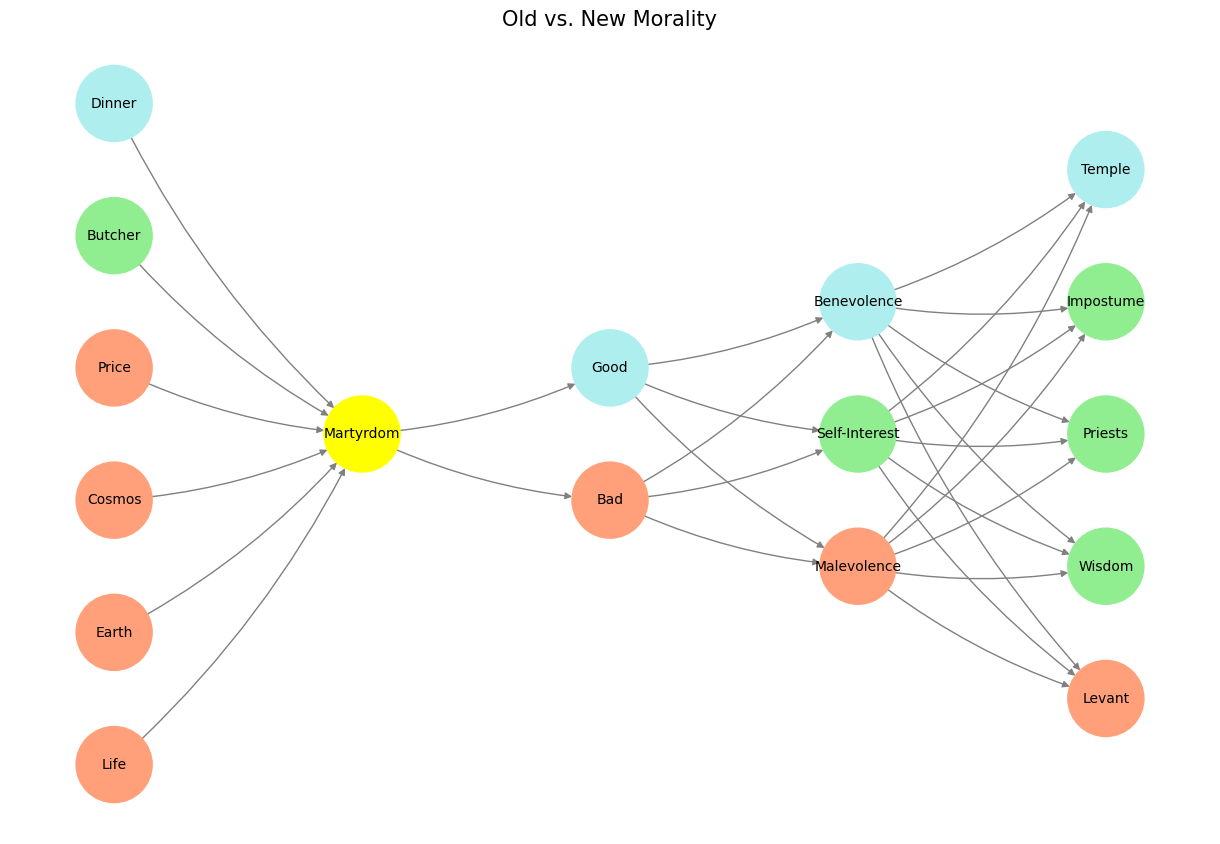 Old vs. New Morality
Dinner
Butcher
Price
Cosmos
Earth
Life
Martyrdom
Good
Bad
Benevolence
Self-Interest
Malevolence
Temple
Impostume
Priests
Wisdom
Levant